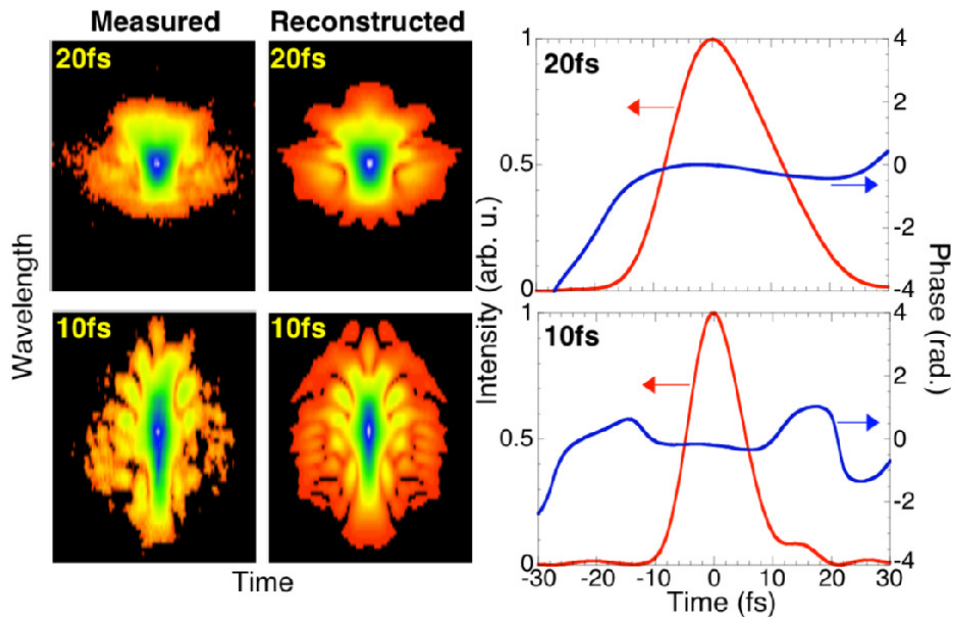 Measured
Reconstructed
20fs
20fs
10fs
10fs
Wavelength
Time
20fs
1
0.5
0
4
2
0
-2
-4
Intensity (arb. u.)
Phase (rad.)
10fs
1
0.5
0
4
2
0
-2
-4
-30 -20 -10 0 10 20 30
Time (fs)